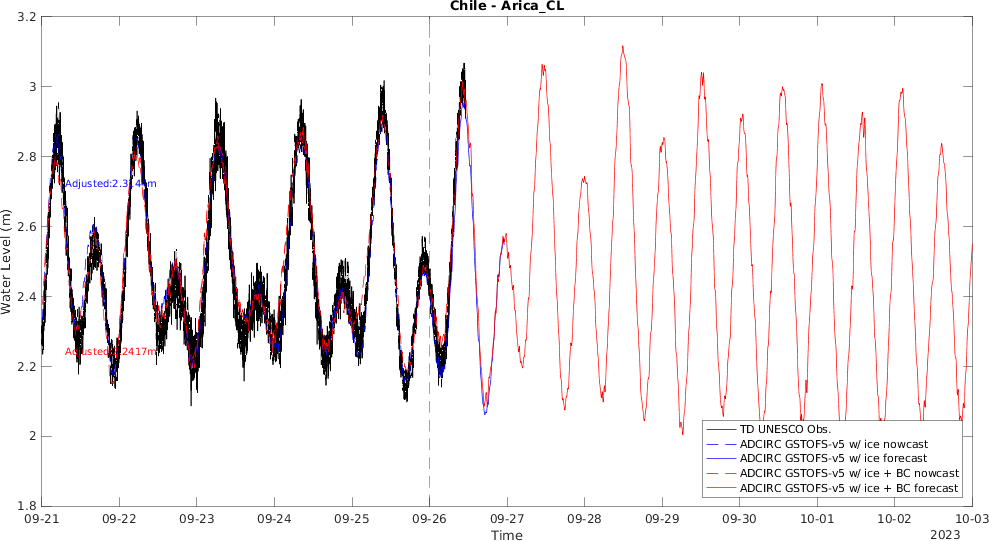 Chile - Arica_CL
3.2
3
2.8
2.6
2.4
2.2
2
1.8
Water Level (m)
Adjusted:2.3144m
09-21
09-22
09-23
09-24
09-25
09-26
09-27
09-28
09-29
09-30
10-01
10-02
10-03
Time
2023
TD UNESCO Obs.
ADCIRC GSTOFS-v5 w/ ice nowcast
ADCIRC GSTOFS-v5 w/ ice forecast
ADCIRC GSTOFS-v5 w/ ice + BC nowcast
ADCIRC GSTOFS-v5 w/ ice + BC forecast